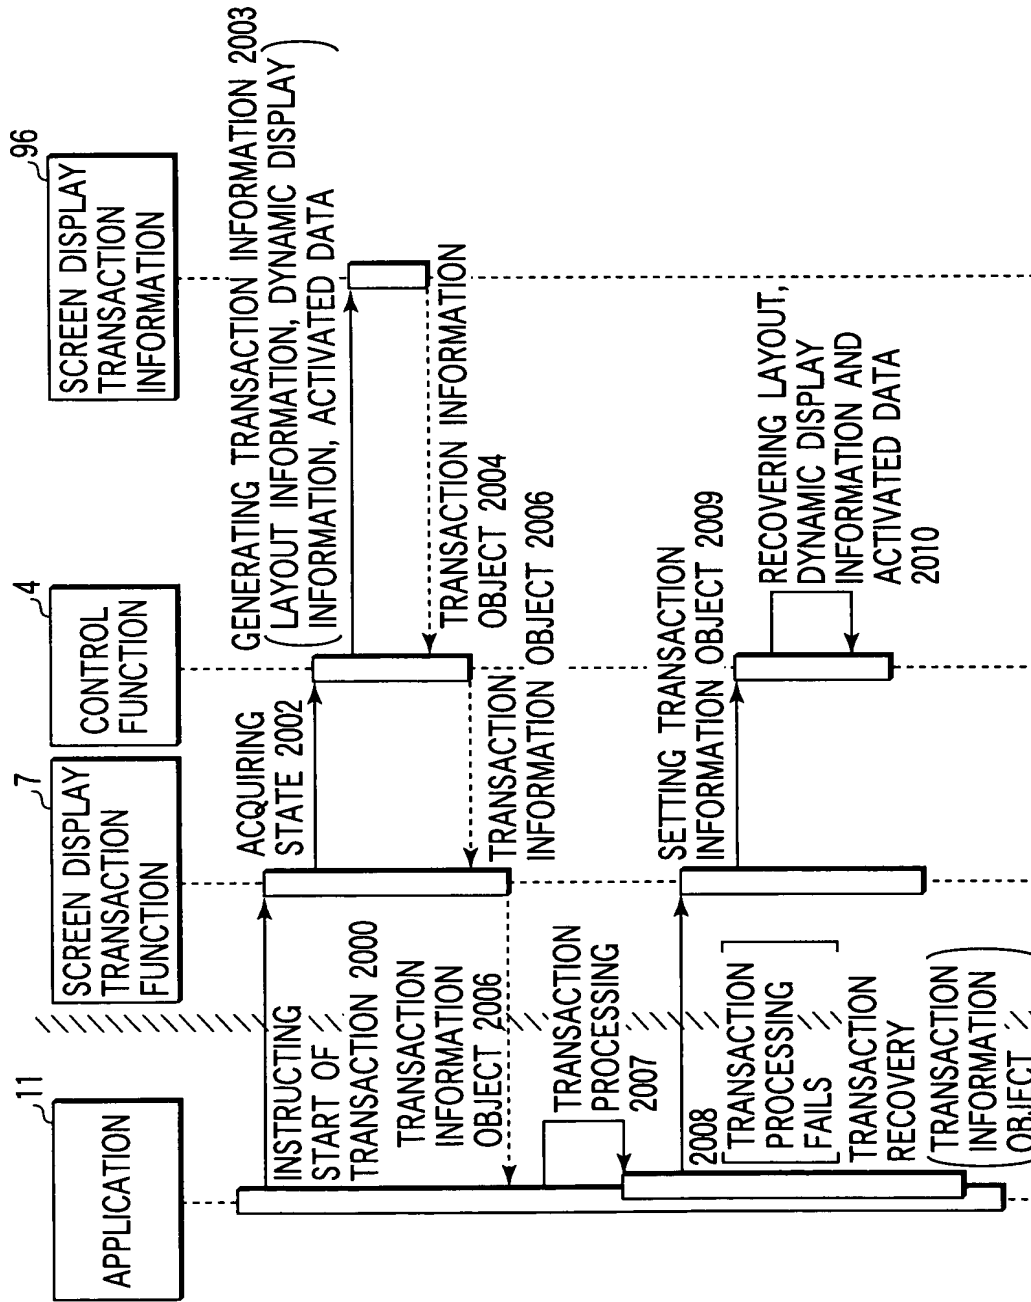 11
APPLICATION
7
SCREEN DISPLAY
TRANSACTION
FUNCTION
4
CONTROL
FUNCTION
96
SCREEN DISPLAY
TRANSACTION
INFORMATION
INSTRUCTING
START OF
TRANSACTION 2000
ACQUIRING
STATE 2002
GENERATING TRANSACTION INFORMATION 2003
(LAYOUT INFORMATION, DYNAMIC DISPLAY
INFORMATION, ACTIVATED DATA)
TRANSACTION INFORMATION
OBJECT 2004
TRANSACTION
INFORMATION OBJECT 2006
TRANSACTION
INFORMATION
OBJECT 2006
TRANSACTION
PROCESSING
2007
2008
[TRANSACTION
PROCESSING
FAILS]
TRANSACTION
RECOVERY
(TRANSACTION
INFORMATION
OBJECT)
SETTING TRANSACTION
INFORMATION OBJECT 2009
RECOVERING LAYOUT,
DYNAMIC DISPLAY
INFORMATION AND
ACTIVATED DATA
2010